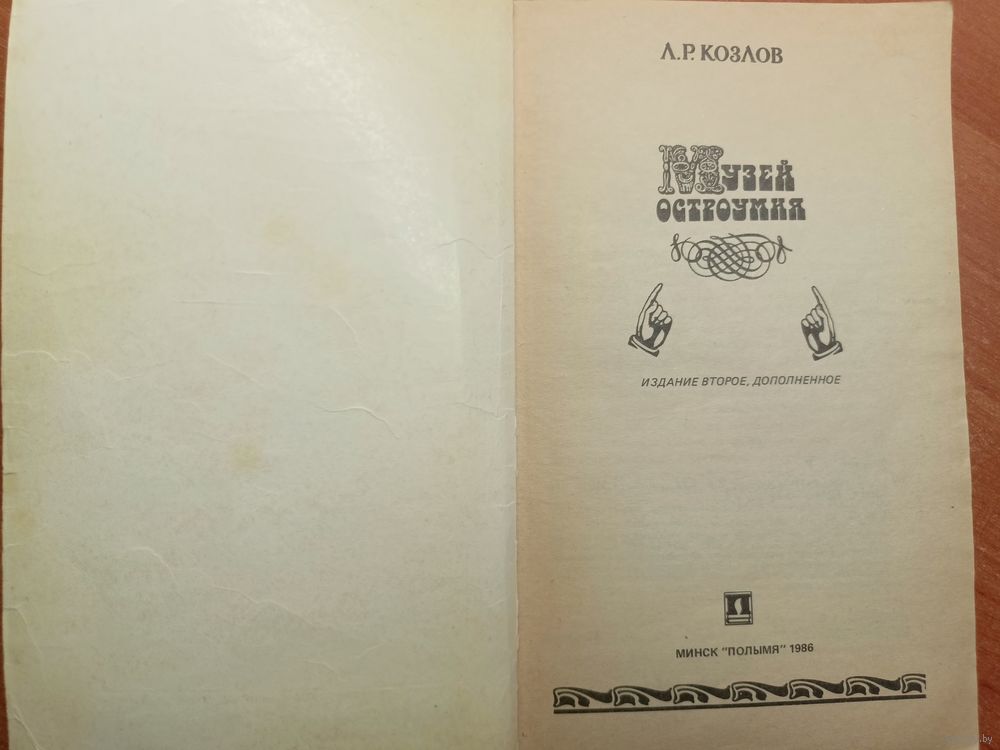 Л.Р. КОЗЛОВ
МУЗЕЙ
ОСТРОУМИЯ
ИЗДАНИЕ ВТОРОЕ, ДОПОЛНЕННОЕ
МИНСК "ПОЛЫМЯ" 1986